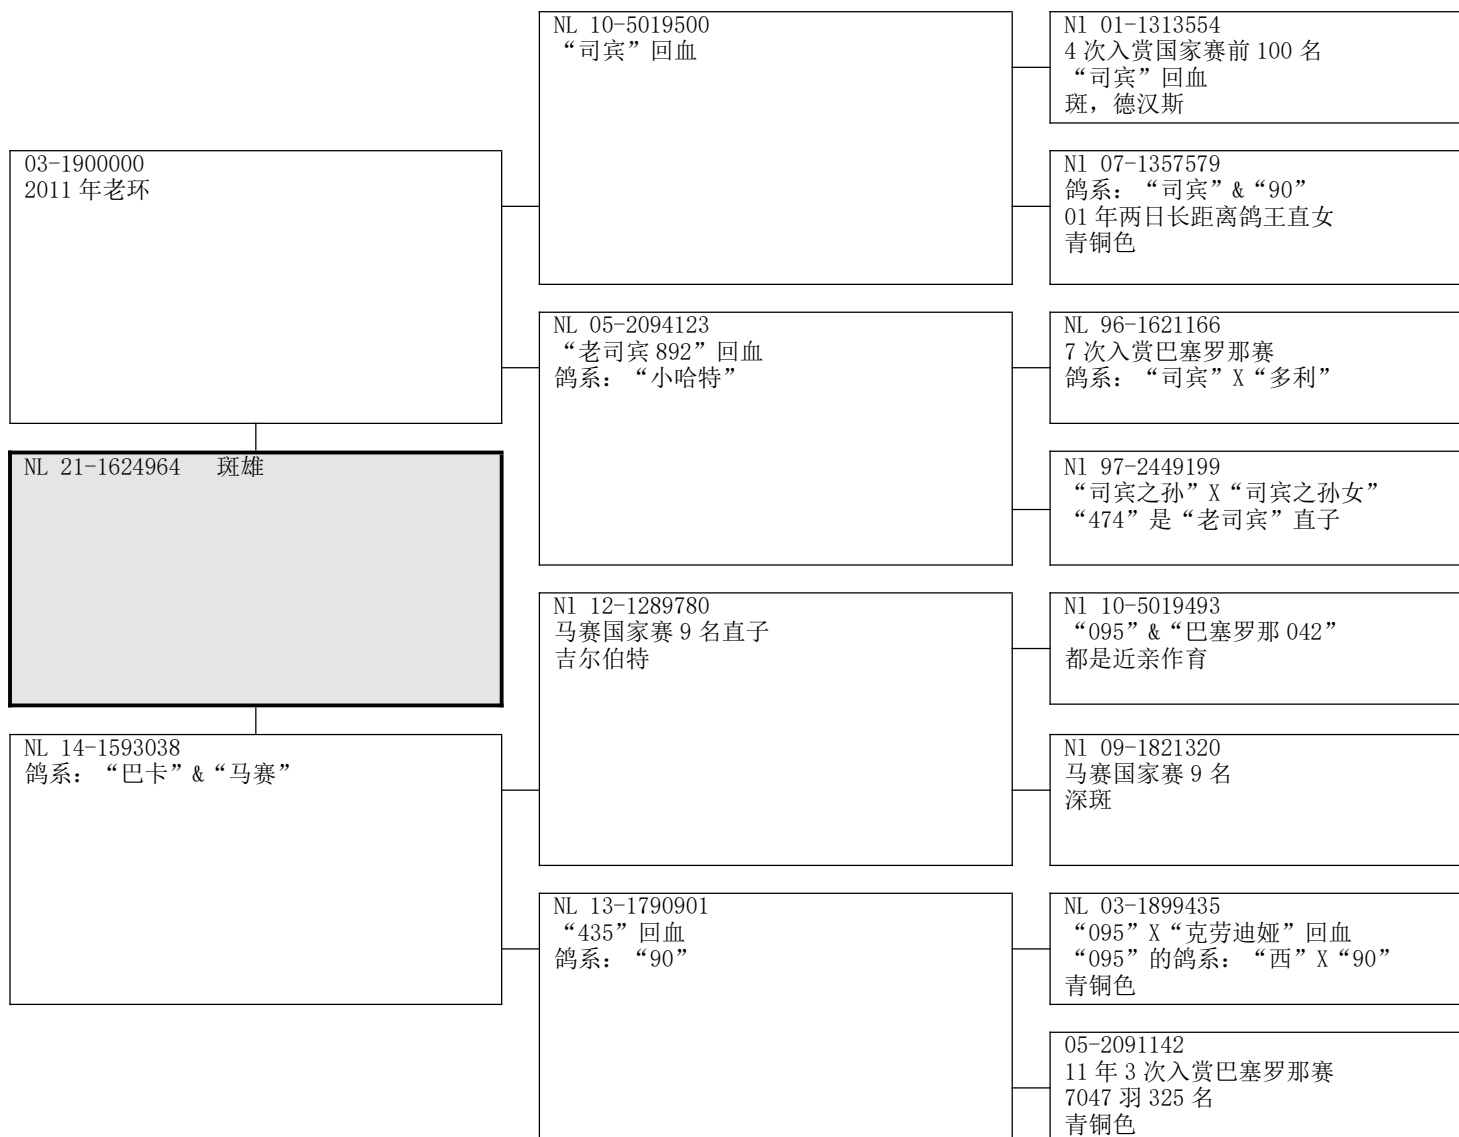 03-1900000
2011 年老环
NL 21-1624964 斑雄
NL 14-1593038
鸽系：“巴卡”&“马赛”
NL 10-5019500
“司宾”回血
NL 05-2094123
“老司宾 892”回血
鸽系：“小哈特”
Nl 12-1289780
马赛国家赛 9 名直子
吉尔伯特
NL 13-1790901
“435”回血
鸽系：“90”
Nl 01-1313554
4 次入赏国家赛前 100 名
“司宾”回血
斑，德汉斯
Nl 07-1357579
鸽系：“司宾”&“90”
01 年两日长距离鸽王直女
青铜色
NL 96-1621166
7 次入赏巴塞罗那赛
鸽系：“司宾”X“多利”
Nl 97-2449199
“司宾之孙”X“司宾之孙女”
“474”是“老司宾”直子
Nl 10-5019493
“095”&“巴塞罗那 042”
都是近亲作育
Nl 09-1821320
马赛国家赛 9 名
深斑
NL 03-1899435
“095”X“克劳迪娅”回血
“095”的鸽系：“西”X“90”
青铜色
05-2091142
11 年 3 次入赏巴塞罗那赛
7047 羽 325 名
青铜色